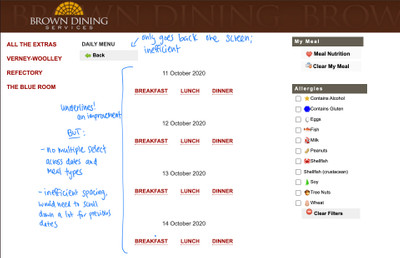 BROWN DINING
SERVICES
BROWN DINING
ALL THE EXTRAS
VERNEY-WOOLLEY
REFECTORY
THE BLUE ROOM
DAILY MENU
Back
only goes back one screen;
inefficient
underlines!
an improvement
BUT:
- no multiple select
across dates and
meal types
- inefficient spacing,
would need to scroll
down a lot for previous
dates
11 October 2020
BREAKFAST LUNCH DINNER
12 October 2020
BREAKFAST LUNCH DINNER
13 October 2020
BREAKFAST LUNCH DINNER
14 October 2020
BREAKFAST LUNCH DINNER
My Meal
Meal Nutrition
Clear My Meal
Allergies
Contains Alcohol
Contains Gluten
Eggs
Fish
Milk
Peanuts
Shellfish
Shellfish (crustacean)
Soy
Tree Nuts
Wheat
Clear Filters